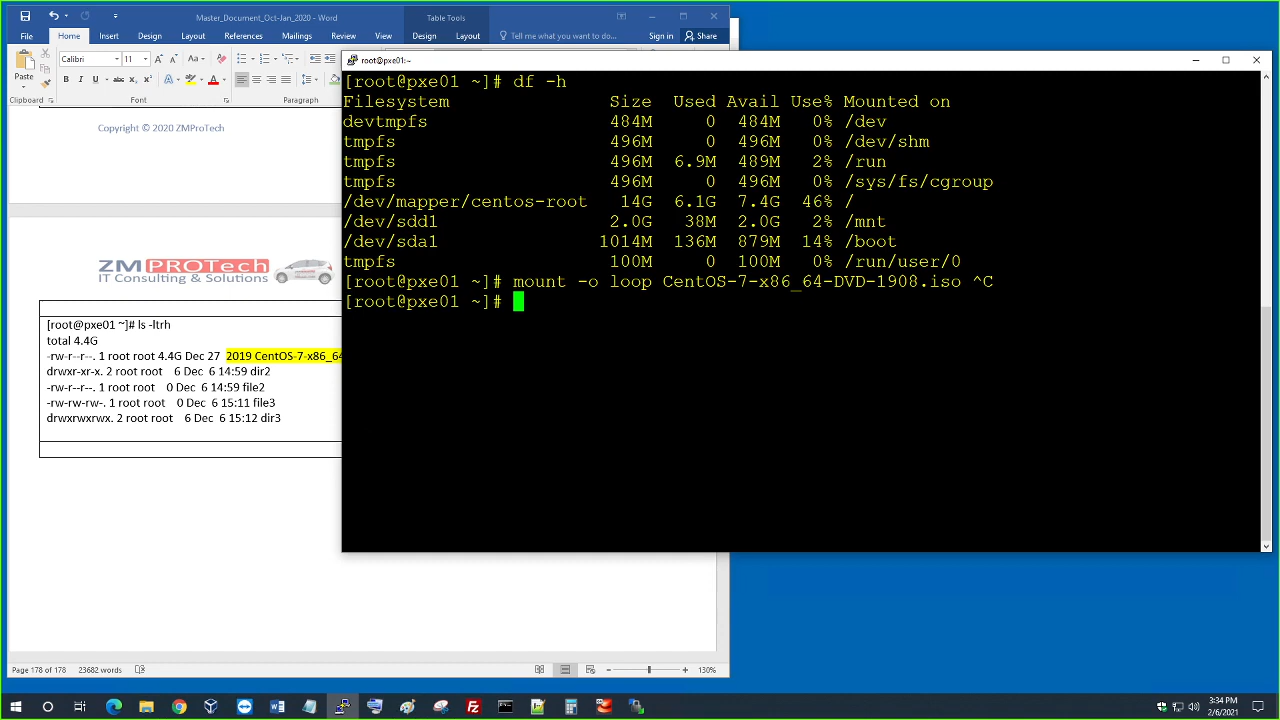 Master_Document_Oct-Jan_2020 - Word
Table Tools
File Home Insert Design Layout References Mailings Review View Design Layout Tell me what you want to do... Sign in Share
Paste
Calibri 11 Aa
B I U abc x₂ x² A
Clipboard Font Paragraph
Copyright © 2020 ZMProTech
ZMPROTech
IT Consulting & Solutions
[root@pxe01 ~]# ls -ltrh
total 4.4G
-rw-r--r--. 1 root root 4.4G Dec 27 2019 CentOS-7-x86_64
drwxr-xr-x. 2 root root 6 Dec 6 14:59 dir2
-rw-r--r--. 1 root root 0 Dec 6 14:59 file2
-rw-rw-rw-. 1 root root 0 Dec 6 15:11 file3
drwxrwxrwx. 2 root root 6 Dec 6 15:12 dir3
Page 178 of 178 23682 words
130%
root@pxe01:~
[root@pxe01 ~]# df -h
Filesystem Size Used Avail Use% Mounted on
devtmpfs 484M 0 484M 0% /dev
tmpfs 496M 0 496M 0% /dev/shm
tmpfs 496M 6.9M 489M 2% /run
tmpfs 496M 0 496M 0% /sys/fs/cgroup
/dev/mapper/centos-root 14G 6.1G 7.4G 46% /
/dev/sdd1 2.0G 38M 2.0G 2% /mnt
/dev/sda1 1014M 136M 879M 14% /boot
tmpfs 100M 0 100M 0% /run/user/0
[root@pxe01 ~]# mount -o loop CentOS-7-x86_64-DVD-1908.iso ^C
[root@pxe01 ~]#
3:34 PM
2/6/2021